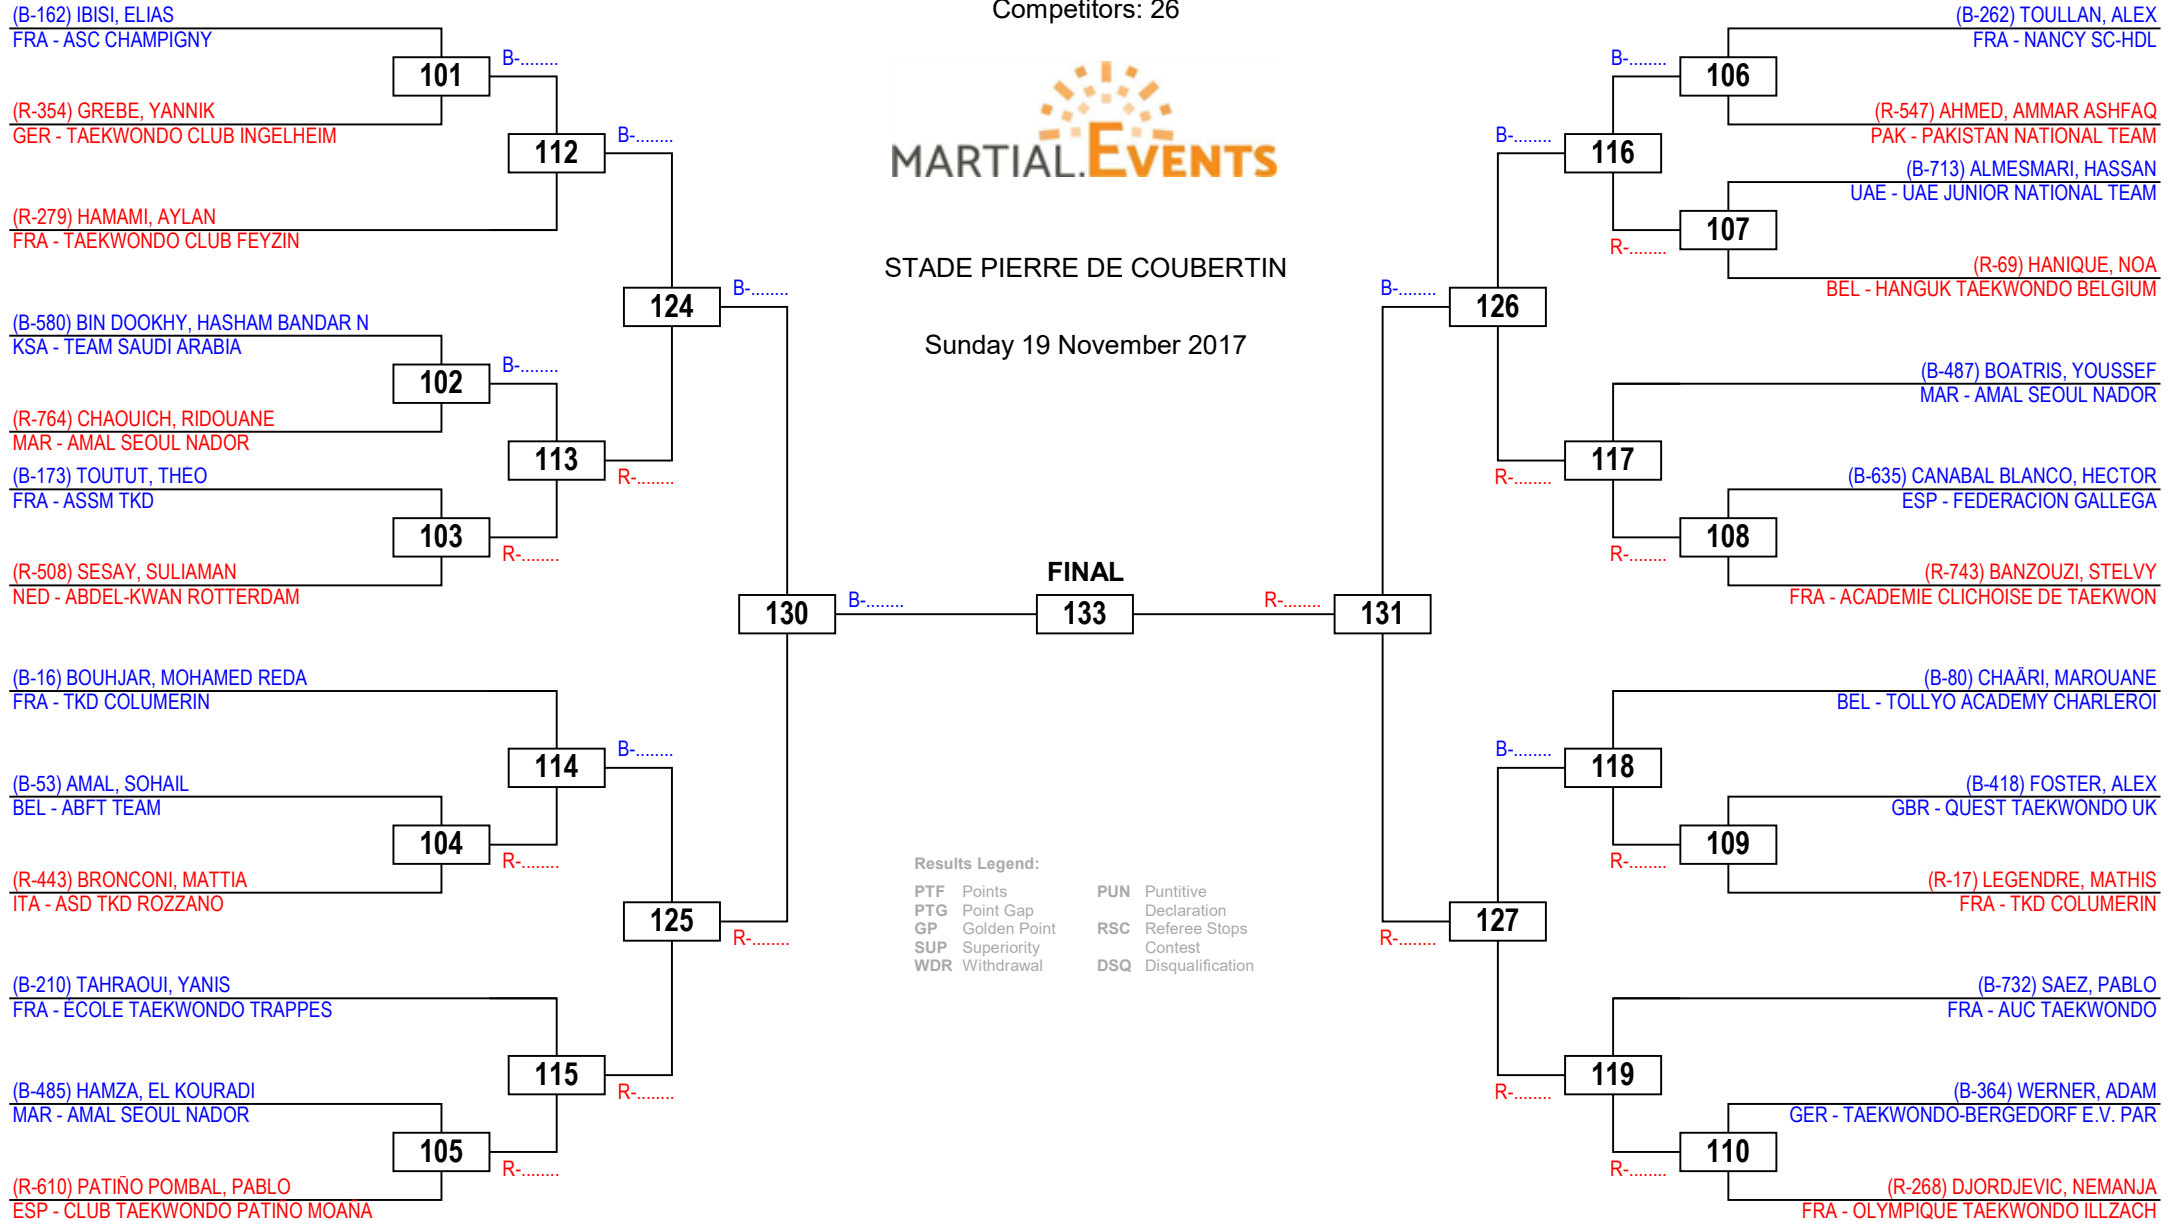 Competitors: 26
MARTIAL.EVENTS
STADE PIERRE DE COUBERTIN
Sunday 19 November 2017
(B-162) IBISI, ELIAS
FRA - ASC CHAMPIGNY
101
B-........
(R-354) GREBE, YANNIK
GER - TAEKWONDO CLUB INGELHEIM
112
B-........
(R-279) HAMAMI, AYLAN
FRA - TAEKWONDO CLUB FEYZIN
124
B-........
(B-580) BIN DOOKHY, HASHAM BANDAR N
KSA - TEAM SAUDI ARABIA
102
B-........
(R-764) CHAOUICH, RIDOUANE
MAR - AMAL SEOUL NADOR
113
R-........
(B-173) TOUTUT, THÉO
FRA - ASSM TKD
103
R-........
(R-508) SESAY, SULIAMAN
NED - ABDEL-KWAN ROTTERDAM
130
B-........
(B-16) BOUHJAR, MOHAMED REDA
FRA - TKD COLUMERIN
114
B-........
(B-53) AMAL, SOHAIL
BEL - ABFT TEAM
104
R-........
(R-443) BRONCONI, MATTIA
ITA - ASD TKD ROZZANO
125
R-........
(B-210) TAHRAOUI, YANIS
FRA - ÉCOLE TAEKWONDO TRAPPES
115
R-........
(B-485) HAMZA, EL KOURADI
MAR - AMAL SEOUL NADOR
105
R-........
(R-610) PATIÑO POMBAL, PABLO
ESP - CLUB TAEKWONDO PATIÑO MOAÑA
FINAL
133
Results Legend:
PTF Points
PTG Point Gap
GP Golden Point
SUP Superiority
WDR Withdrawal
PUN Puntitive
Declaration
RSC Referee Stops
Contest
DSQ Disqualification
(B-262) TOULLAN, ALEX
FRA - NANCY SC-HDL
B-........
106
(R-547) AHMED, AMMAR ASHFAQ
PAK - PAKISTAN NATIONAL TEAM
B-........
116
(B-713) ALMESMARI, HASSAN
UAE - UAE JUNIOR NATIONAL TEAM
107
R-........
(R-69) HANIQUE, NOA
BEL - HANGUK TAEKWONDO BELGIUM
B-........
126
(B-487) BOATRIS, YOUSSEF
MAR - AMAL SEOUL NADOR
117
R-........
(B-635) CANABAL BLANCO, HECTOR
ESP - FEDERACION GALLEGA
108
R-........
(R-743) BANZOUZI, STELVY
FRA - ACADEMIE CLICHOISE DE TAEKWON
R-........
131
(B-80) CHAÂRI, MAROUANE
BEL - TOLLYO ACADEMY CHARLEROI
B-........
118
(B-418) FOSTER, ALEX
GBR - QUEST TAEKWONDO UK
109
R-........
(R-17) LEGENDRE, MATHIS
FRA - TKD COLUMERIN
127
R-........
(B-732) SAEZ, PABLO
FRA - AUC TAEKWONDO
119
R-........
(B-364) WERNER, ADAM
GER - TAEKWONDO-BERGEDORF E.V. PAR
110
R-........
(R-268) DJORDJEVIC, NEMANJA
FRA - OLYMPIQUE TAEKWONDO ILLZACH